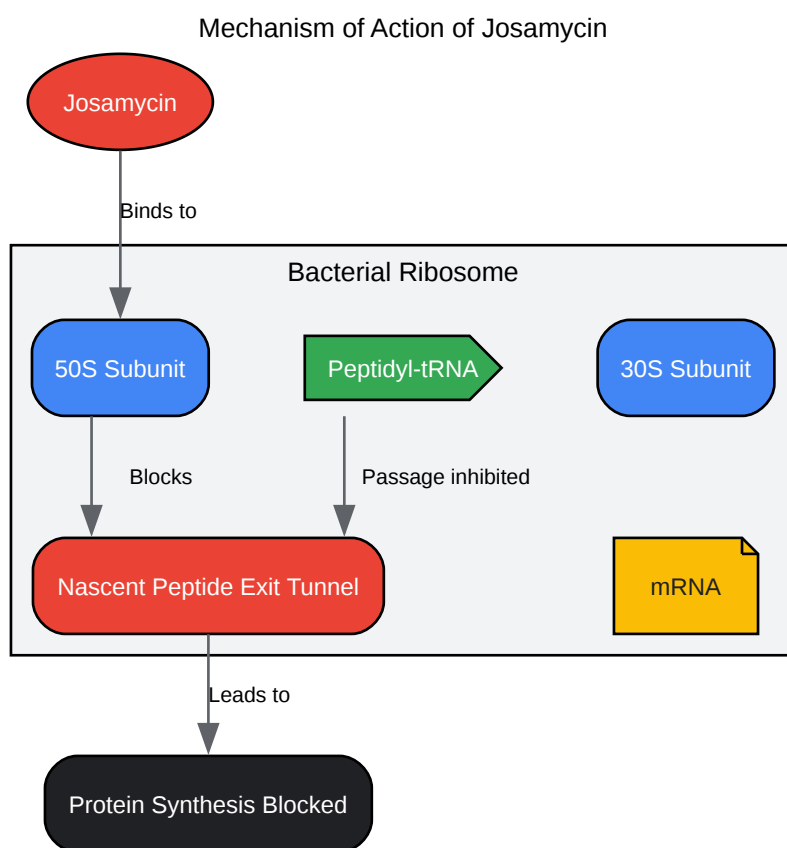 Mechanism of Action of Josamycin
Josamycin
Binds to
Bacterial Ribosome
50S Subunit
Peptidyl-tRNA
30S Subunit
Blocks
Passage inhibited
Nascent Peptide Exit Tunnel
mRNA
Leads to
Protein Synthesis Blocked